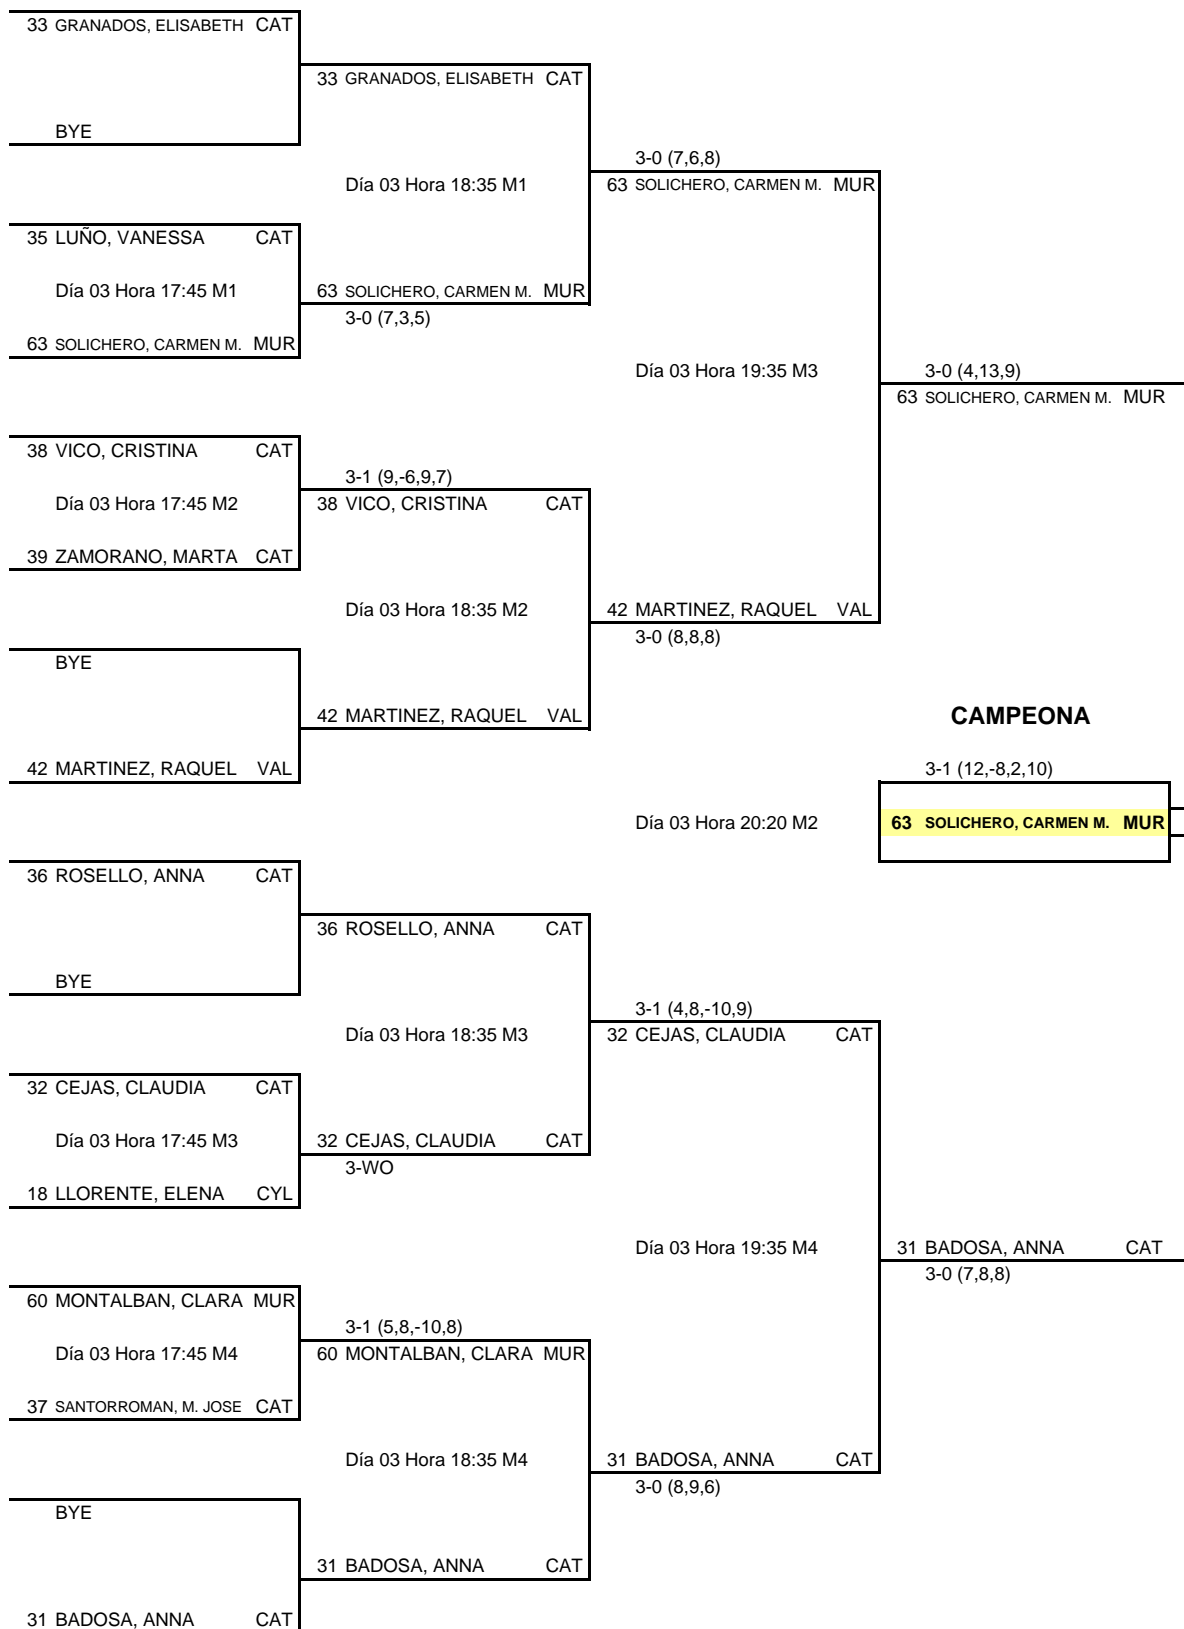 33 GRANADOS, ELISABETH CAT
33 GRANADOS, ELISABETH CAT
BYE
3-0 (7,6,8)
Día 03 Hora 18:35 M1
63 SOLICHERO, CARMEN M. MUR
35 LUÑO, VANESSA CAT
Día 03 Hora 17:45 M1
63 SOLICHERO, CARMEN M. MUR
3-0 (7,3,5)
63 SOLICHERO, CARMEN M. MUR
Día 03 Hora 19:35 M3
3-0 (4,13,9)
63 SOLICHERO, CARMEN M. MUR
38 VICO, CRISTINA CAT
3-1 (9,-6,9,7)
Día 03 Hora 17:45 M2
38 VICO, CRISTINA CAT
39 ZAMORANO, MARTA CAT
Día 03 Hora 18:35 M2
42 MARTINEZ, RAQUEL VAL
3-0 (8,8,8)
BYE
42 MARTINEZ, RAQUEL VAL
CAMPEONA
42 MARTINEZ, RAQUEL VAL
3-1 (12,-8,2,10)
Día 03 Hora 20:20 M2
63 SOLICHERO, CARMEN M. MUR
36 ROSELLO, ANNA CAT
36 ROSELLO, ANNA CAT
BYE
3-1 (4,8,-10,9)
Día 03 Hora 18:35 M3
32 CEJAS, CLAUDIA CAT
32 CEJAS, CLAUDIA CAT
Día 03 Hora 17:45 M3
32 CEJAS, CLAUDIA CAT
3-WO
18 LLORENTE, ELENA CYL
Día 03 Hora 19:35 M4
31 BADOSA, ANNA CAT
3-0 (7,8,8)
60 MONTALBAN, CLARA MUR
3-1 (5,8,-10,8)
Día 03 Hora 17:45 M4
60 MONTALBAN, CLARA MUR
37 SANTORROMAN, M. JOSE CAT
Día 03 Hora 18:35 M4
31 BADOSA, ANNA CAT
3-0 (8,9,6)
BYE
31 BADOSA, ANNA CAT
31 BADOSA, ANNA CAT